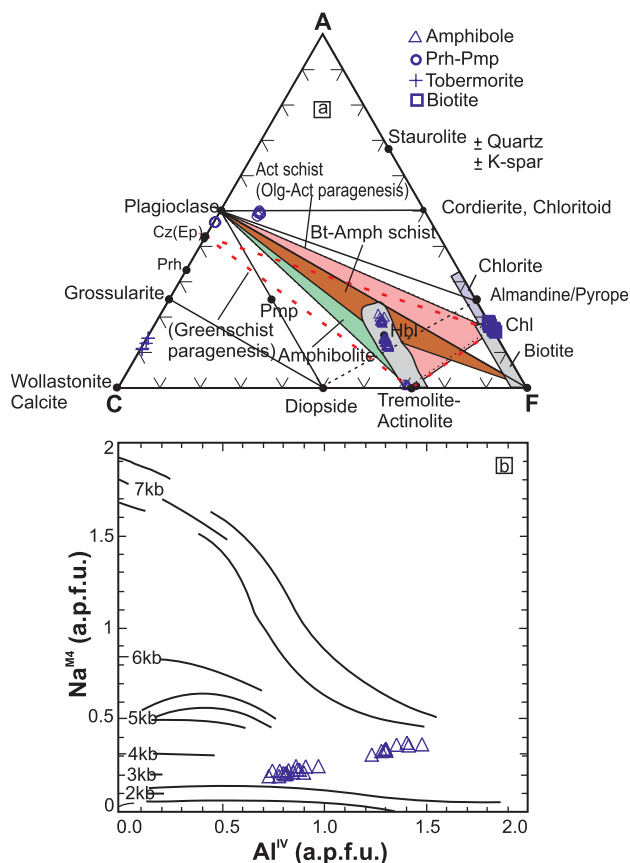 A
Amphibole
Prh-Pmp
Tobermorite
Biotite
a
Staurolite
± Quartz
± K-spar
Act schist
(Olg-Act paragenesis)
Plagioclase
Cordierite, Chloritoid
Cz(Ep)
Bt-Amph schist
Prh
Chlorite
Grossularite
Almandine/Pyrope
Pmp
(Greenschist
paragenesis)
Hbl
Chl
Amphibolite
Biotite
Wollastonite
Calcite
C
F
Diopside
Tremolite-
Actinolite
b
2
1.5
1
0.5
0
7kb
6kb
5kb
4kb
3kb
2kb
Na^M4 (a.p.f.u.)
0.0 0.5 1.0 1.5 2.0
Al^IV (a.p.f.u.)